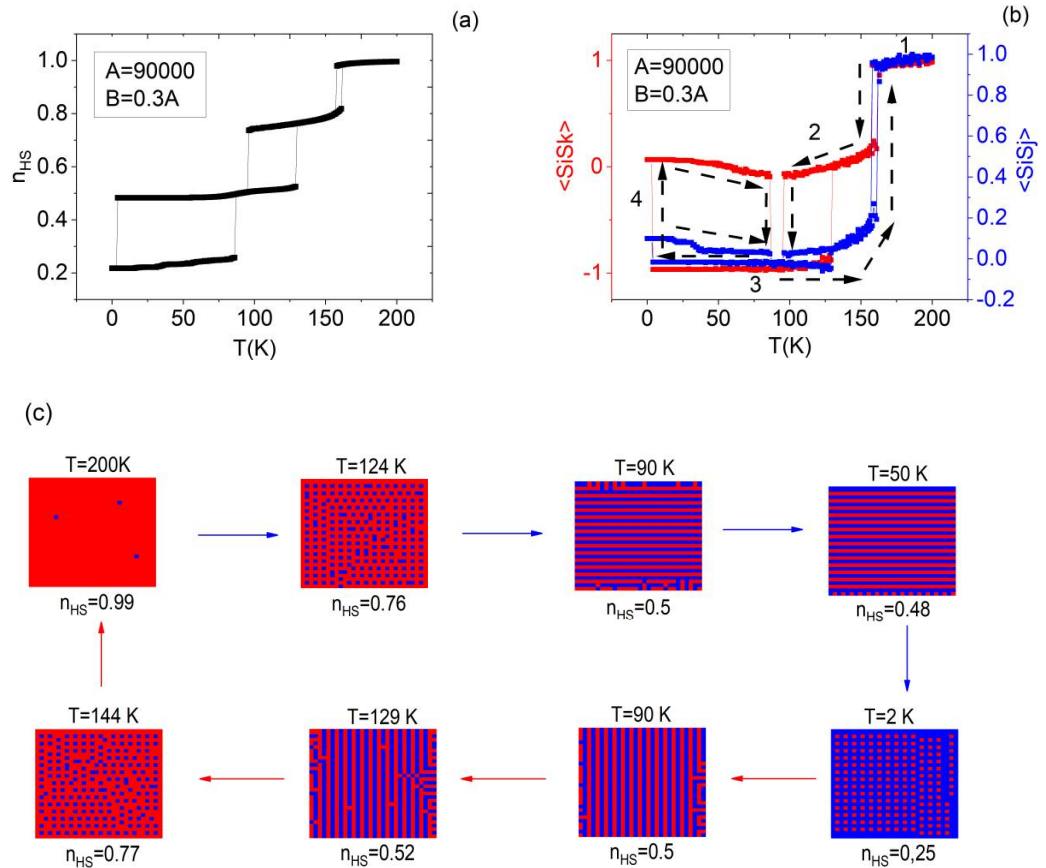 (a)
A=90000
B=0.3A
1.0
0.8
0.6
0.4
0.2
n_HS
0
50
100
150
200
T(K)
(b)
A=90000
B=0.3A
1
0
-1
<SiSk>
1
2
3
4
1.0
0.8
0.6
0.4
0.2
0.0
-0.2
<SiSj>
0
50
100
150
200
T(K)
(c)
T=200K
n_HS=0.99
T=124 K
n_HS=0.76
T=90 K
n_HS=0.5
T=50 K
n_HS=0.48
T=144 K
n_HS=0.77
T=129 K
n_HS=0.52
T=90 K
n_HS=0.5
T=2 K
n_HS=0,25